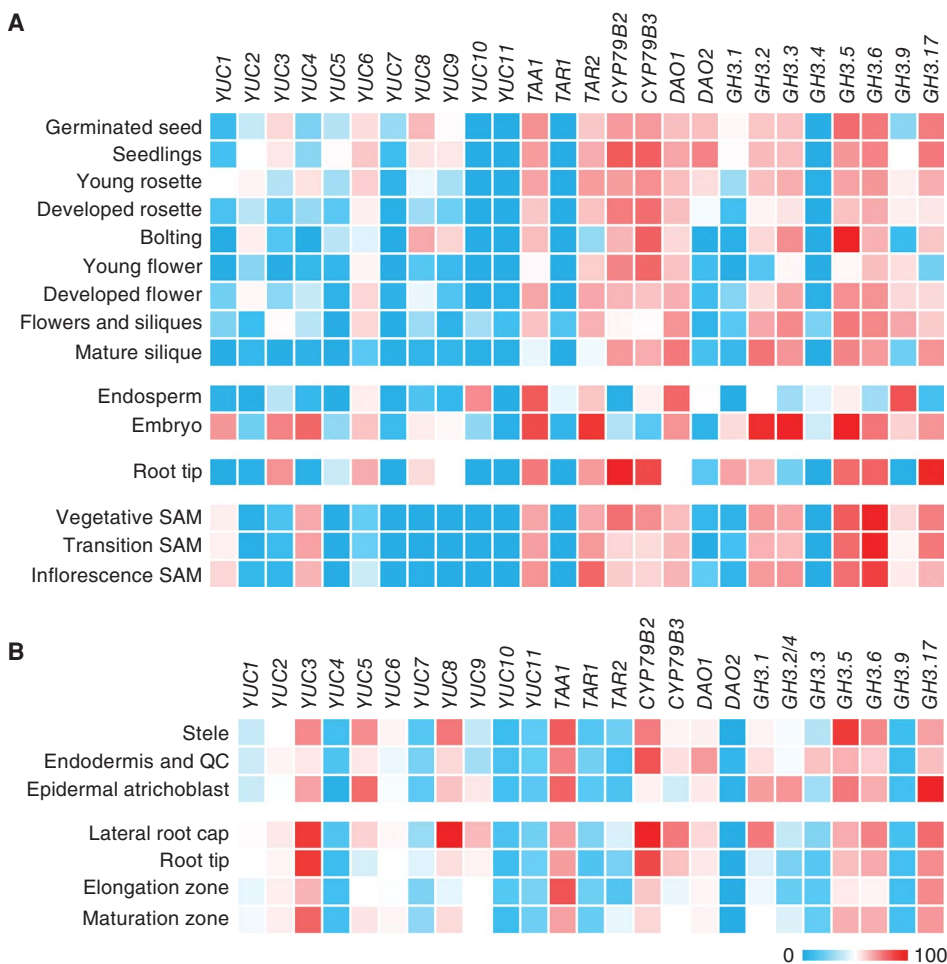 A
YUC1 YUC2 YUC3 YUC4 YUC5 YUC6 YUC7 YUC8 YUC9 YUC10 YUC11 TAA1 TAR1 TAR2 CYP79B2 CYP79B3 DAO1 DAO2 GH3.1 GH3.2 GH3.3 GH3.4 GH3.5 GH3.6 GH3.9 GH3.17
Germinated seed
Seedlings
Young rosette
Developed rosette
Bolting
Young flower
Developed flower
Flowers and siliques
Mature silique
Endosperm
Embryo
Root tip
Vegetative SAM
Transition SAM
Inflorescence SAM
B
YUC1 YUC2 YUC3 YUC4 YUC5 YUC6 YUC7 YUC8 YUC9 YUC10 YUC11 TAA1 TAR1 TAR2 CYP79B2 CYP79B3 DAO1 DAO2 GH3.1 GH3.2/4 GH3.3 GH3.5 GH3.6 GH3.9 GH3.17
Stele
Endodermis and QC
Epidermal atrichoblast
Lateral root cap
Root tip
Elongation zone
Maturation zone
0 100